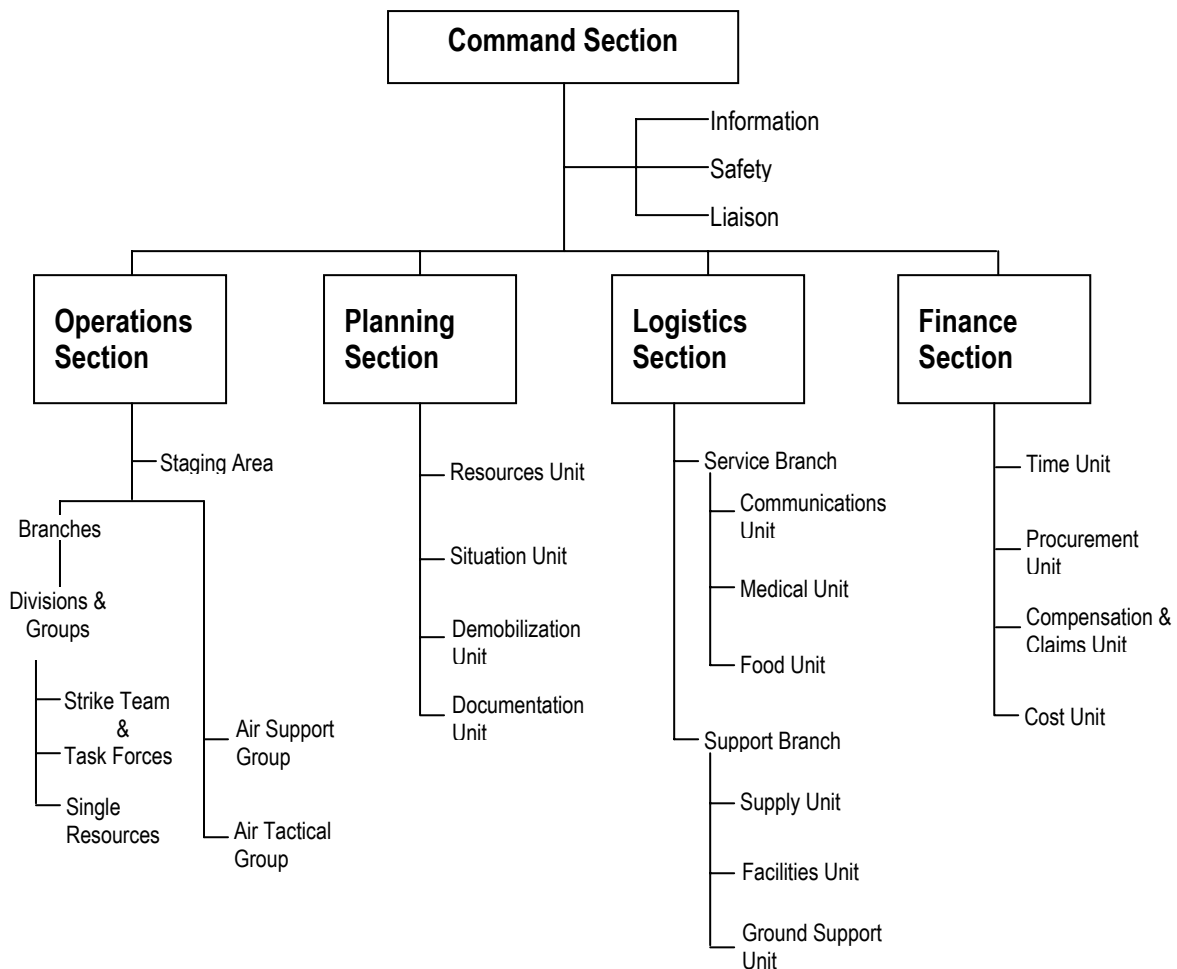 Command Section
Information
Safety
Liaison
Operations
Section
Planning
Section
Logistics
Section
Finance
Section
Staging Area
Branches
Divisions &
Groups
Strike Team
&
Task Forces
Single
Resources
Air Support
Group
Air Tactical
Group
Resources Unit
Situation Unit
Demobilization
Unit
Documentation
Unit
Service Branch
Communications
Unit
Medical Unit
Food Unit
Support Branch
Supply Unit
Facilities Unit
Ground Support
Unit
Time Unit
Procurement
Unit
Compensation &
Claims Unit
Cost Unit